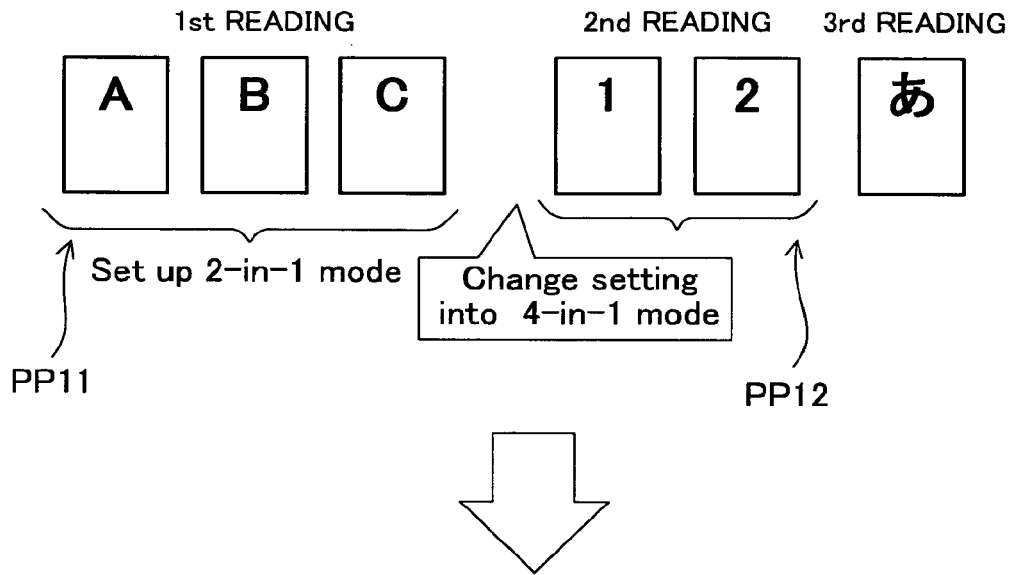 1st READING
2nd READING
3rd READING
A
B
C
1
2
あ
Set up 2-in-1 mode
Change setting
into 4-in-1 mode
PP11
PP12